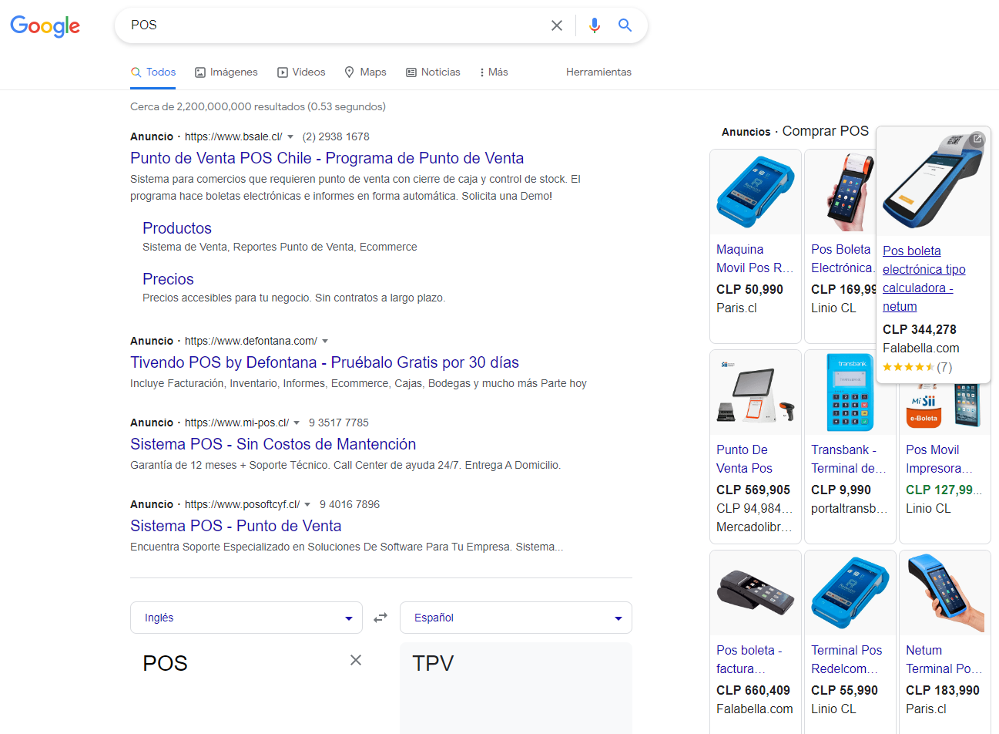 Google
POS
Todos
Imágenes
Videos
Maps
Noticias
Más
Herramientas
Cerca de 2,200,000,000 resultados (0.53 segundos)
Anuncio · https://www.bsale.cl/ (2) 2938 1678
Punto de Venta POS Chile - Programa de Punto de Venta
Sistema para comercios que requieren punto de venta con cierre de caja y control de stock. El
programa hace boletas electrónicas e informes en forma automática. Solicita una Demo!
Productos
Sistema de Venta, Reportes Punto de Venta, Ecommerce
Precios
Precios accesibles para tu negocio. Sin contratos a largo plazo.
Anuncio · https://www.defontana.com/
Tivendo POS by Defontana - Pruébalo Gratis por 30 días
Incluye Facturación, Inventario, Informes, Ecommerce, Cajas, Bodegas y mucho más Parte hoy
Anuncio · https://www.mi-pos.cl/ 9 3517 7785
Sistema POS - Sin Costos de Mantención
Garantía de 12 meses + Soporte Técnico. Call Center de ayuda 24/7. Entrega A Domicilio.
Anuncio · https://www.posoftcyf.cl/ 9 4016 7896
Sistema POS - Punto de Venta
Encuentra Soporte Especializado en Soluciones De Software Para Tu Empresa. Sistema...
Inglés
Español
POS
TPV
Anuncios · Comprar POS
Maquina
Movil Pos R...
CLP 50,990
Paris.cl
Pos Boleta
Electrónica.
CLP 169,99
Linio CL
Pos boleta
electrónica tipo
calculadora -
netum
CLP 344,278
Falabella.com
(7)
Sii
Punto De
Venta Pos
CLP 569,905
CLP 94,984...
Mercadolibr...
transbank.
Transbank -
Terminal de...
CLP 9,990
portaltransb...
Mi Sii
e-Boleta
Pos Movil
Impresora...
CLP 127,99...
Linio CL
Pos boleta -
factura...
CLP 660,409
Falabella.com
Terminal Pos
Redelcom...
CLP 55,990
Linio CL
Netum
Terminal Po...
CLP 183,990
Paris.cl